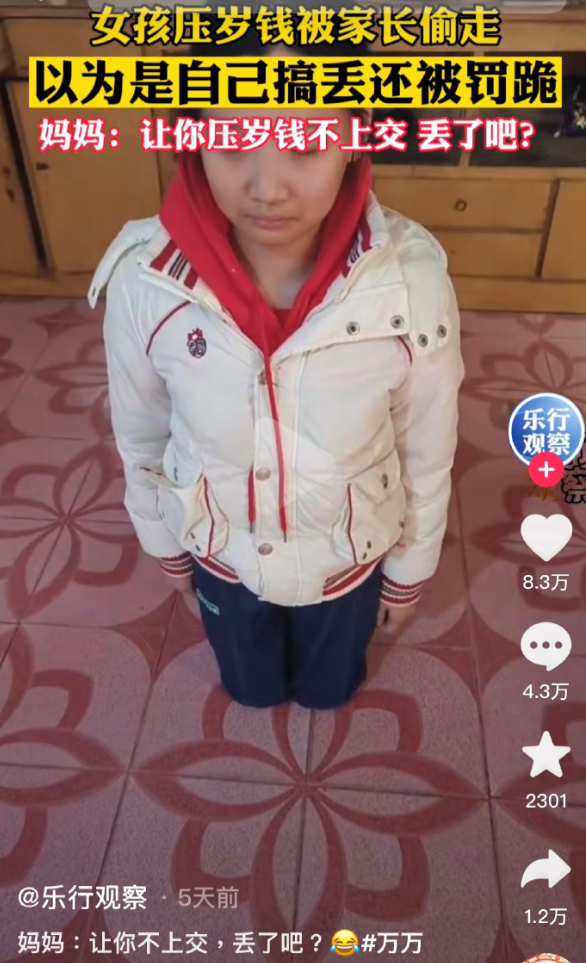 女孩压岁钱被家长偷走
以为是自己搞丢还被罚跪
妈妈：让你压岁钱不上交 丢了吧？
乐行
观察
8.3万
4.3万
2301
1.2万
@乐行观察 · 5天前
妈妈：让你不上交，丢了吧？😂#万万